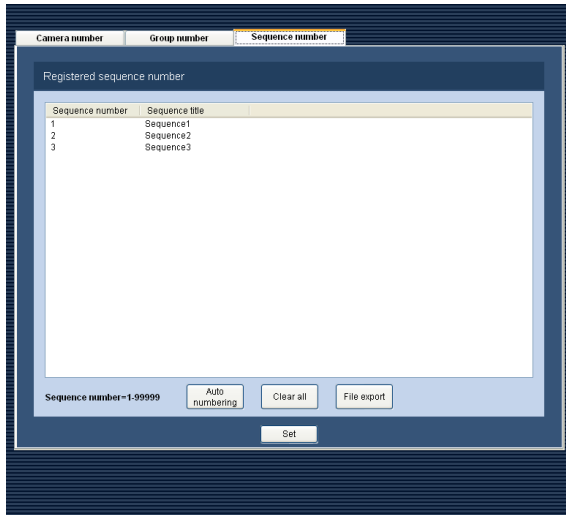 Camera number Group number Sequence number
Registered sequence number
Sequence number Sequence title
1 Sequence1
2 Sequence2
3 Sequence3
Sequence number=1-99999
Auto
numbering
Clear all
File export
Set